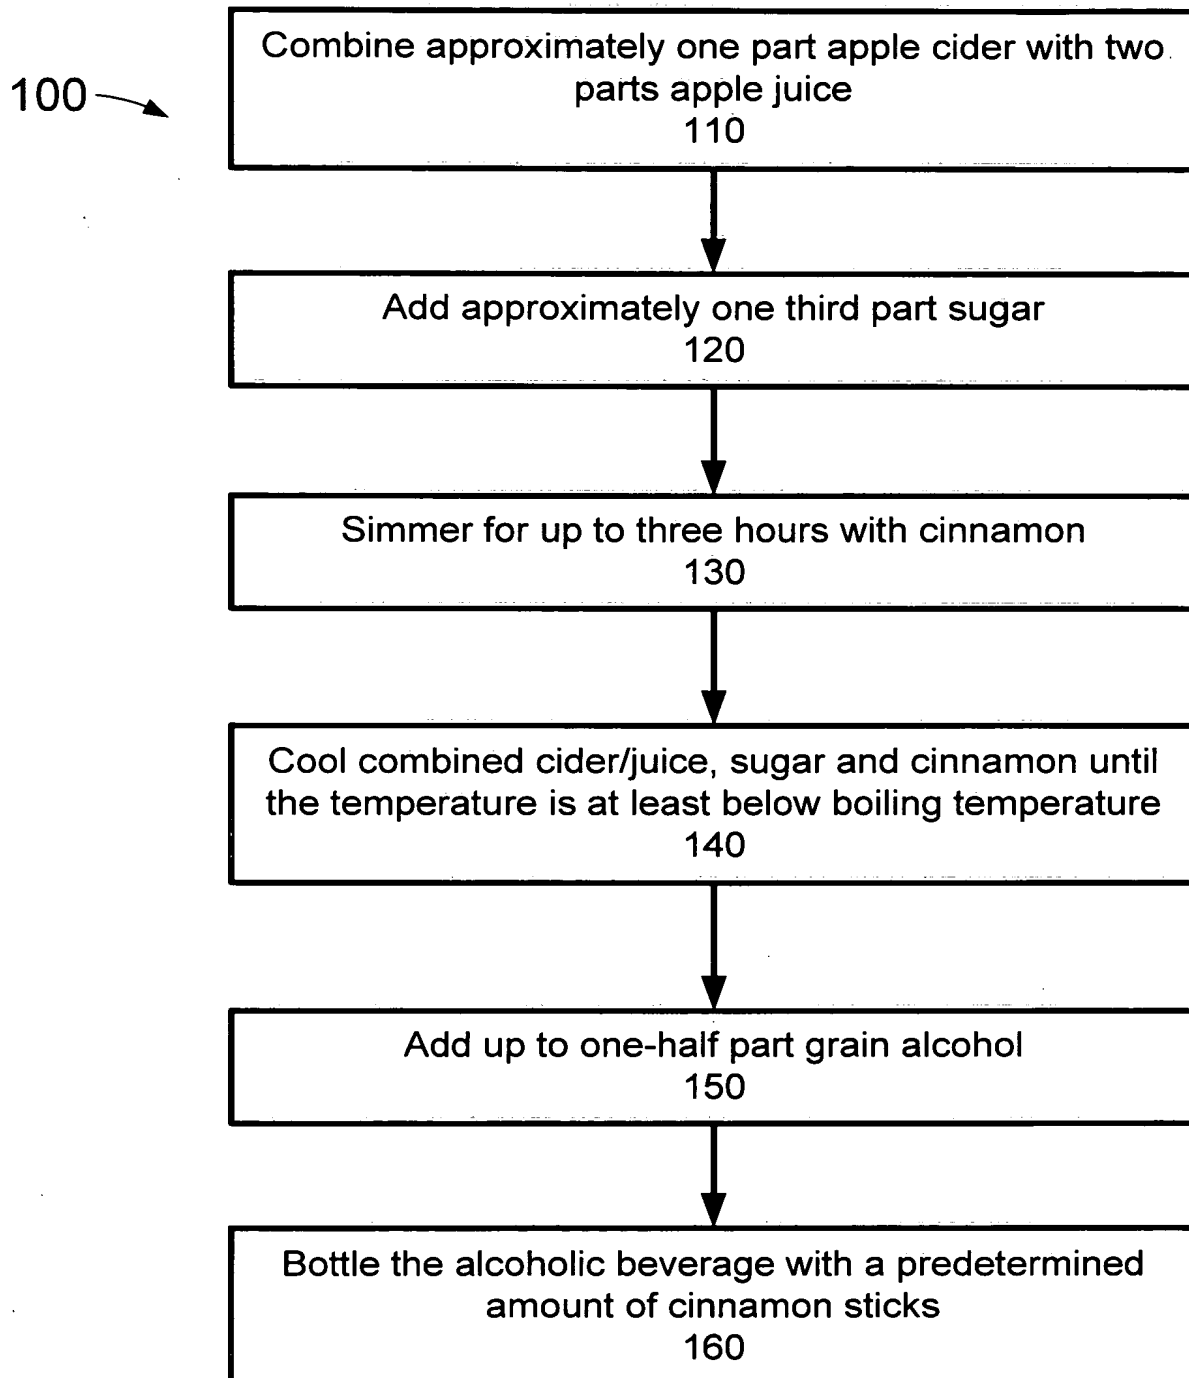 100
Combine approximately one part apple cider with two
parts apple juice
110
Add approximately one third part sugar
120
Simmer for up to three hours with cinnamon
130
Cool combined cider/juice, sugar and cinnamon until
the temperature is at least below boiling temperature
140
Add up to one-half part grain alcohol
150
Bottle the alcoholic beverage with a predetermined
amount of cinnamon sticks
160